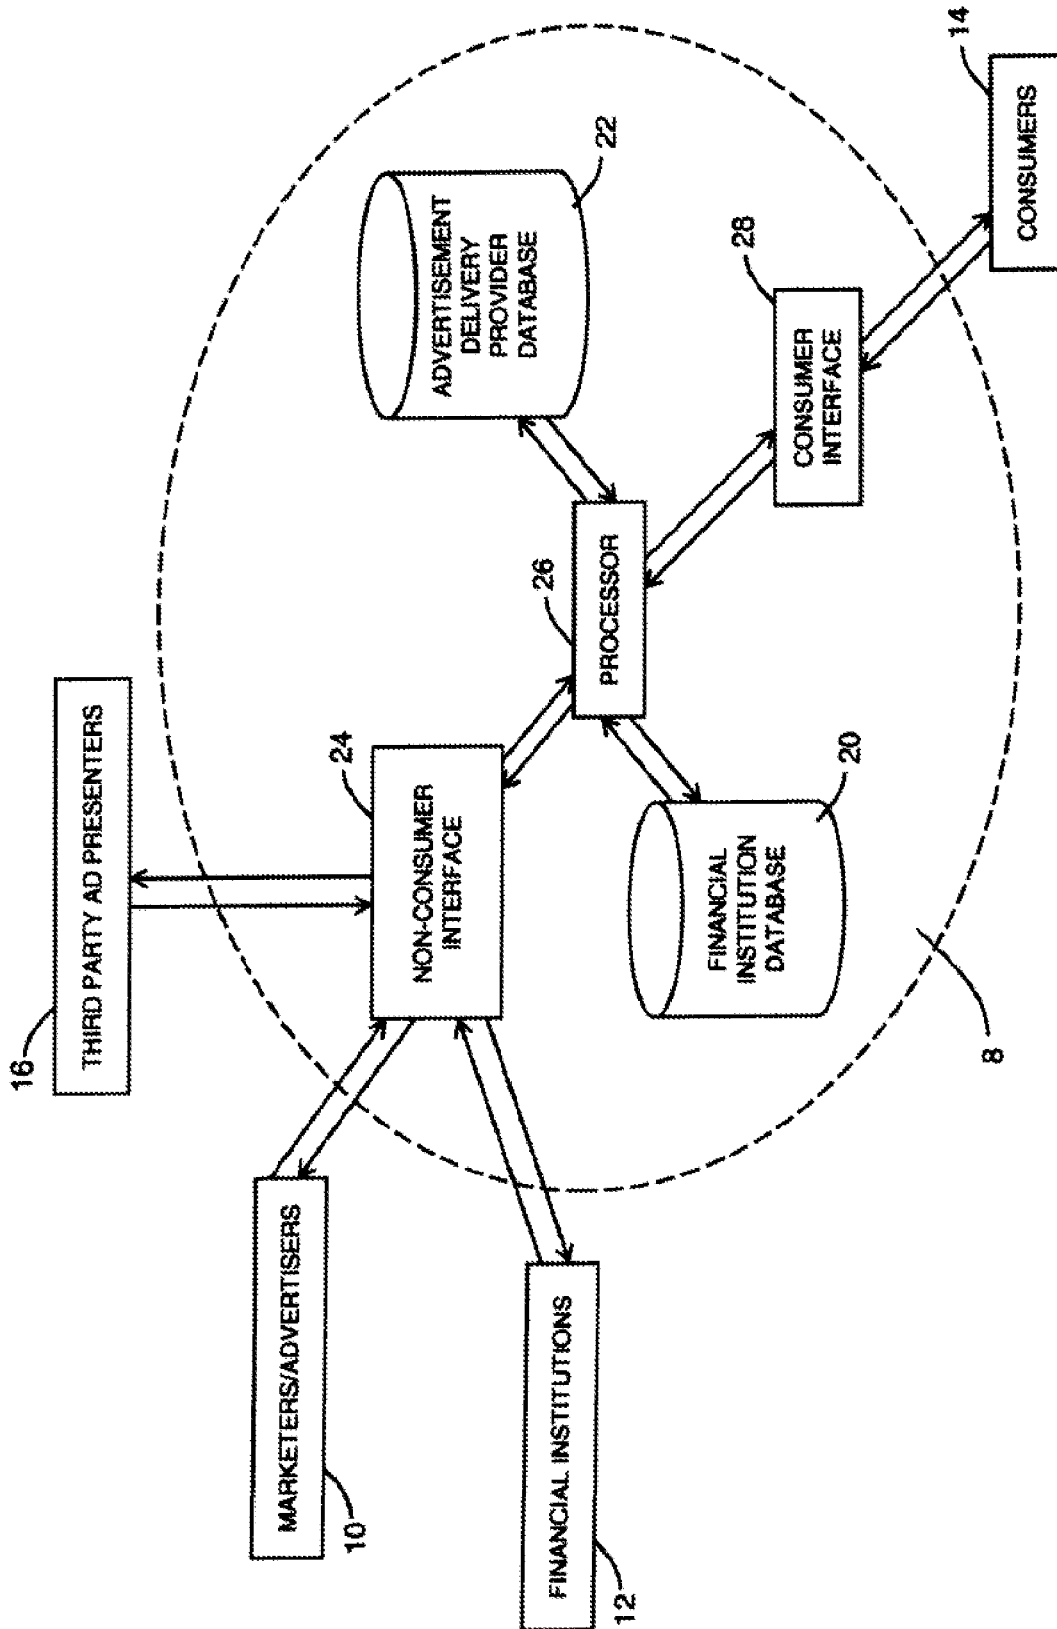 16
THIRD PARTY AD PRESENTERS
10
MARKETERS/ADVERTISERS
12
FINANCIAL INSTITUTIONS
24
NON-CONSUMER
INTERFACE
26
PROCESSOR
ADVERTISEMENT
DELIVERY
PROVIDER
DATABASE
22
FINANCIAL
INSTITUTION
DATABASE
20
CONSUMER
INTERFACE
28
8
CONSUMERS
14